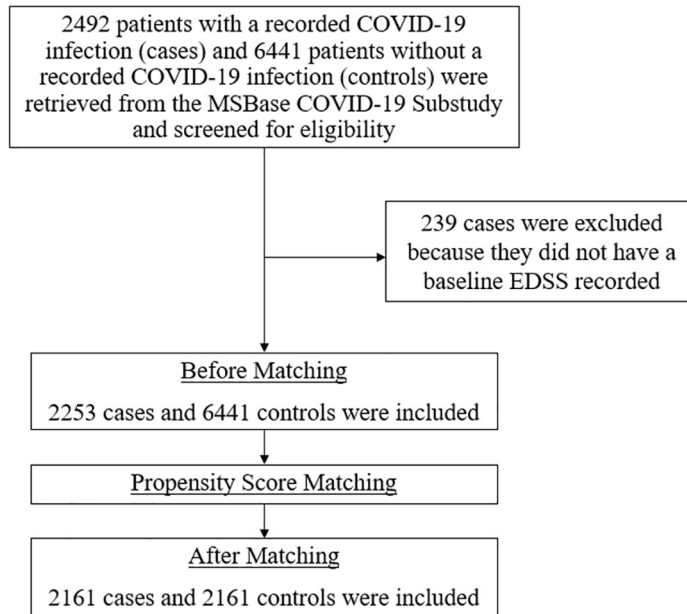 2492 patients with a recorded COVID-19
infection (cases) and 6441 patients without a
recorded COVID-19 infection (controls) were
retrieved from the MSBase COVID-19 Substudy
and screened for eligibility
239 cases were excluded
because they did not have a
baseline EDSS recorded
Before Matching
2253 cases and 6441 controls were included
Propensity Score Matching
After Matching
2161 cases and 2161 controls were included